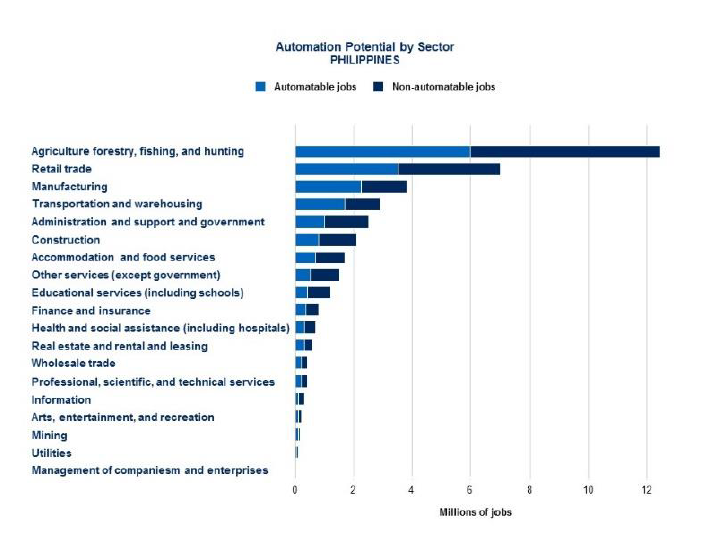 Automation Potential by Sector
PHILIPPINES
Automatable jobs Non-automatable jobs
Agriculture forestry, fishing, and hunting
Retail trade
Manufacturing
Transportation and warehousing
Administration and support and government
Construction
Accommodation and food services
Other services (except government)
Educational services (including schools)
Finance and insurance
Health and social assistance (including hospitals)
Real estate and rental and leasing
Wholesale trade
Professional, scientific, and technical services
Information
Arts, entertainment, and recreation
Mining
Utilities
Management of companiesm and enterprises
0 2 4 6 8 10 12
Millions of jobs